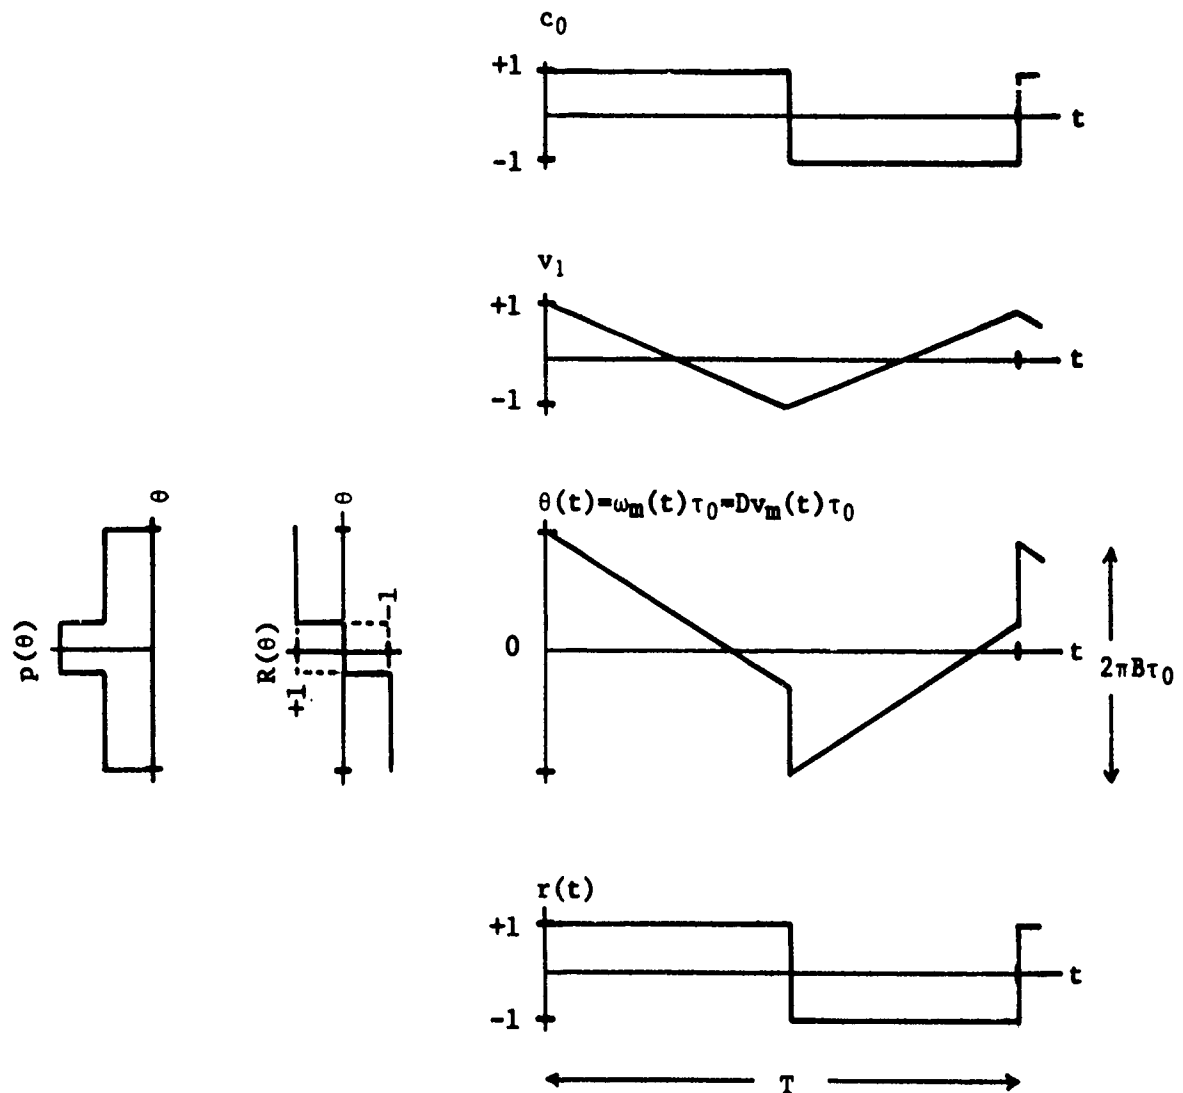 c₀
+1
t
-1
v₁
+1
t
-1
θ
p(θ)
θ
R(θ)
+1
-1
θ(t)=ωₘ(t)τ₀=Dvₘ(t)τ₀
0
t
2πBτ₀
r(t)
+1
t
-1
T